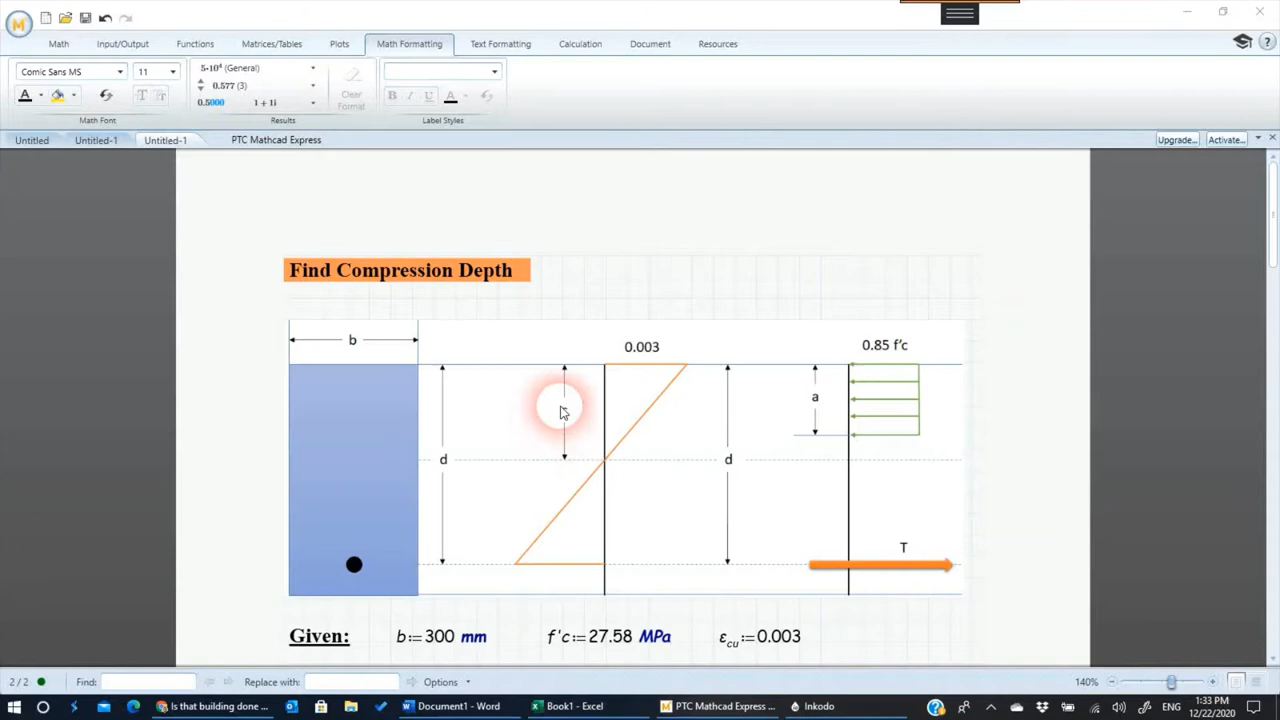 M
Math Input/Output Functions Matrices/Tables Plots Math Formatting Text Formatting Calculation Document Resources
Comic Sans MS 11 5•10⁴ (General)
0.577 (3)
0.5000 1 + 1i
Clear
Format
B I U A
Math Font Results Label Styles
Untitled Untitled-1 Untitled-1 PTC Mathcad Express Upgrade... Activate...
Find Compression Depth
b
0.003
0.85 f'c
a
d
d
T
Given: b:=300 mm f'c:=27.58 MPa ε_cu:=0.003
2 / 2 Find: Replace with: Options 140%
Is that building done ... Document1 - Word Book1 - Excel PTC Mathcad Express ... Inkodo ENG 1:33 PM
12/22/2020